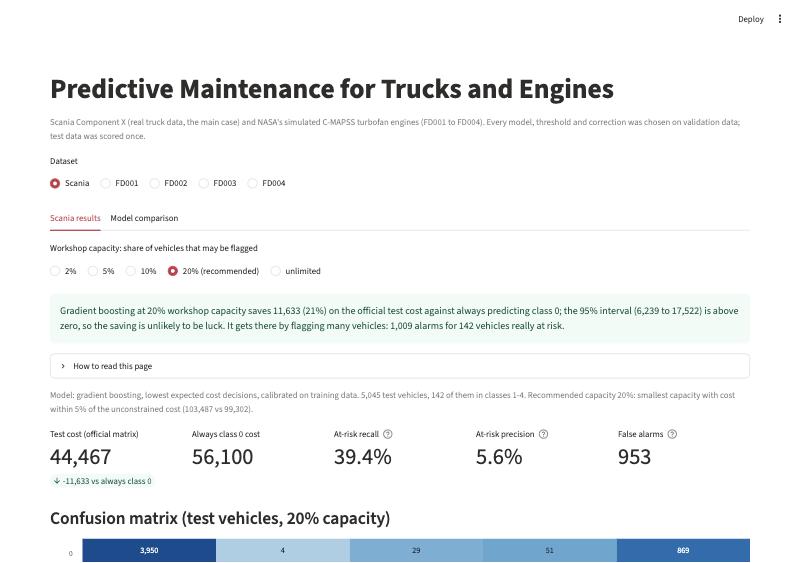 Deploy
Predictive Maintenance for Trucks and Engines
Scania Component X (real truck data, the main case) and NASA's simulated C-MAPSS turbofan engines (FD001 to FD004). Every model, threshold and correction was chosen on validation data;
test data was scored once.
Dataset
Scania FD001 FD002 FD003 FD004
Scania results Model comparison
Workshop capacity: share of vehicles that may be flagged
2% 5% 10% 20% (recommended) unlimited
Gradient boosting at 20% workshop capacity saves 11,633 (21%) on the official test cost against always predicting class 0; the 95% interval (6,239 to 17,522) is above
zero, so the saving is unlikely to be luck. It gets there by flagging many vehicles: 1,009 alarms for 142 vehicles really at risk.
How to read this page
Model: gradient boosting, lowest expected cost decisions, calibrated on training data. 5,045 test vehicles, 142 of them in classes 1-4. Recommended capacity 20%: smallest capacity with cost
within 5% of the unconstrained cost (103,487 vs 99,302).
Test cost (official matrix) Always class 0 cost At-risk recall At-risk precision False alarms
44,467 56,100 39.4% 5.6% 953
↓ -11,633 vs always class 0
Confusion matrix (test vehicles, 20% capacity)
0 3,950 4 29 51 869